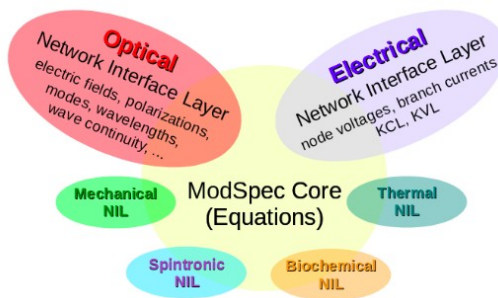 Optical
Network Interface Layer
electric fields, polarizations,
modes, wavelengths,
wave continuity, ...
Electrical
Network Interface Layer
node voltages, branch currents
KCL, KVL
Mechanical
NIL
ModSpec Core
(Equations)
Thermal
NIL
Spintronic
NIL
Biochemical
NIL